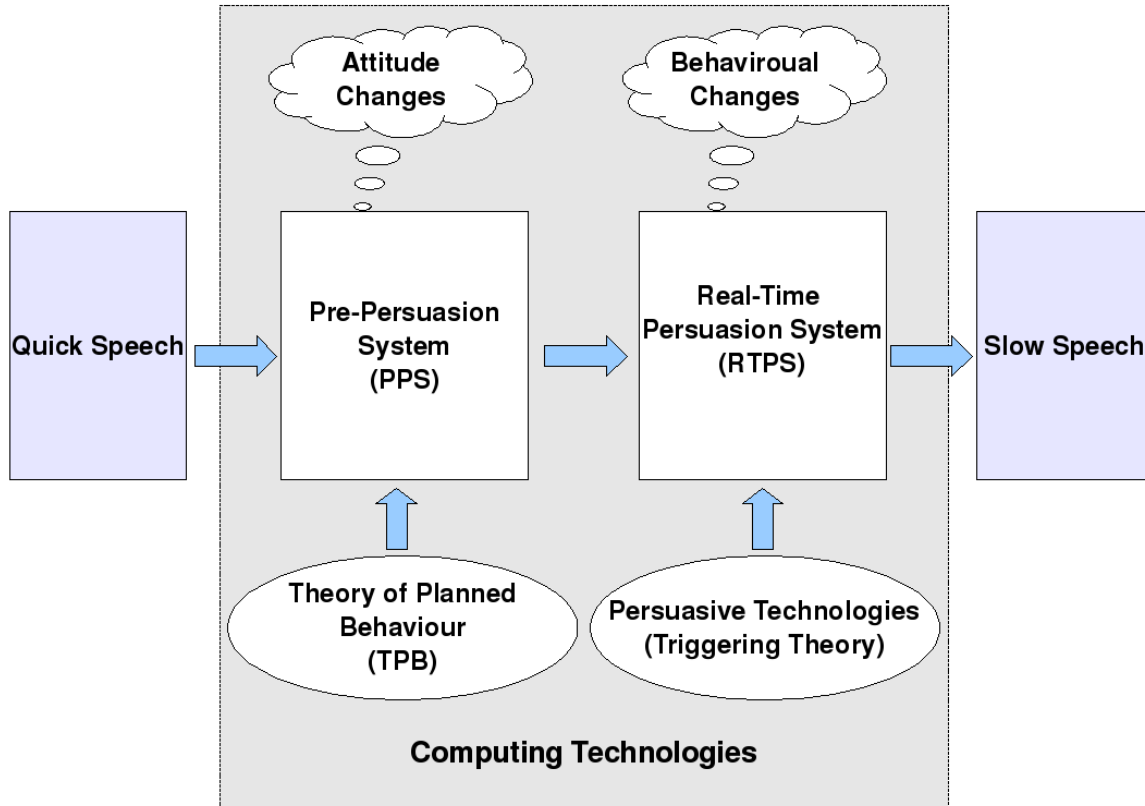 Attitude
Changes
Behaviroual
Changes
Quick Speech
Pre-Persuasion
System
(PPS)
Real-Time
Persuasion System
(RTPS)
Slow Speech
Theory of Planned
Behaviour
(TPB)
Persuasive Technologies
(Triggering Theory)
Computing Technologies